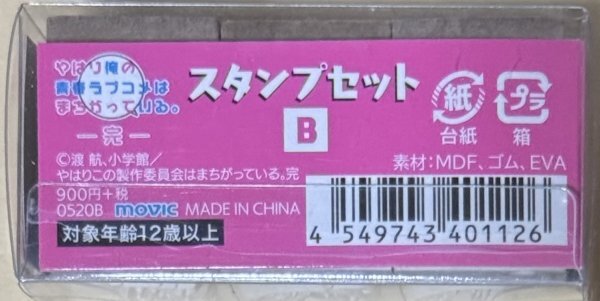 やはり俺の
青春ラブコメは
まちがっている。
―完―
スタンプセット
B
紙
台紙
プラ
箱
©渡 航、小学館／
やはりこの製作委員会はまちがっている。完
素材:MDF、ゴム、EVA
900円+税
0520B movic MADE IN CHINA
対象年齢12歳以上
4 549743 401126